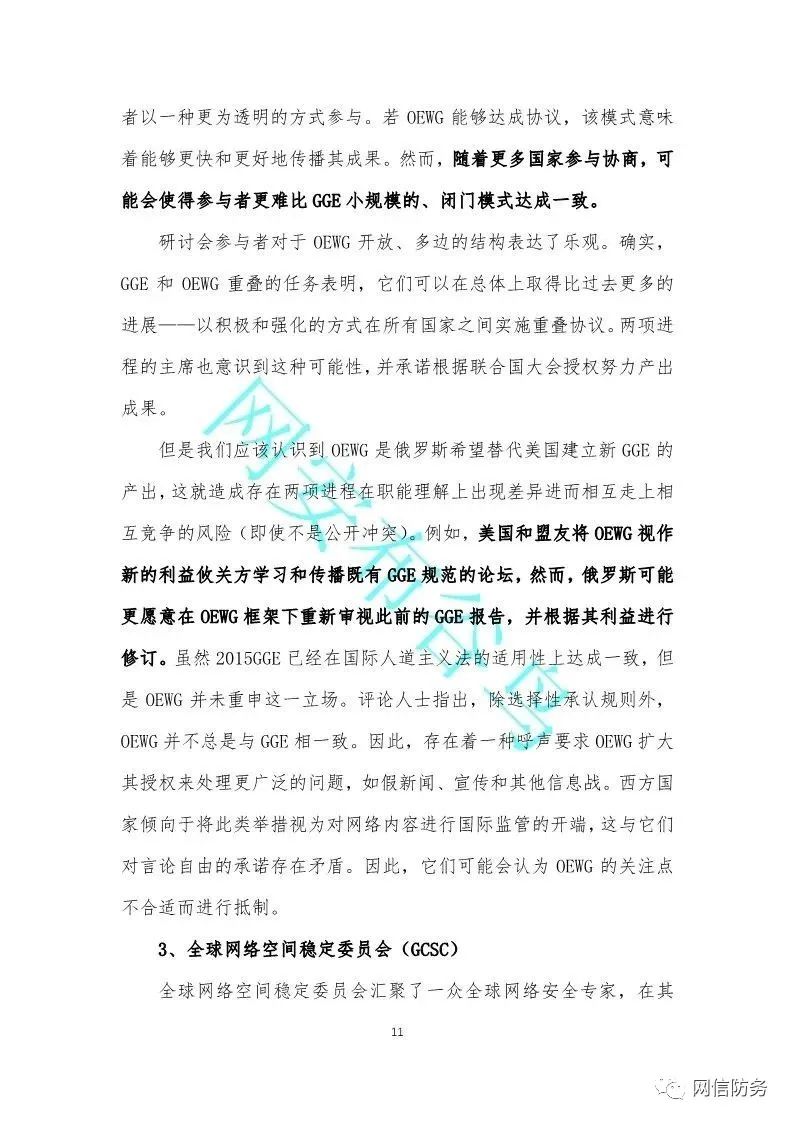 者以一种更为透明的方式参与。若 OEWG 能够达成协议，该模式意味
着能够更快和更好地传播其成果。然而，随着更多国家参与协商，可
能会使得参与者更难比 GGE 小规模的、闭门模式达成一致。
研讨会参与者对于 OEWG 开放、多边的结构表达了乐观。确实，
GGE 和 OEWG 重叠的任务表明，它们可以在总体上取得比过去更多的
进展——以积极和强化的方式在所有国家之间实施重叠协议。两项进
程的主席也意识到这种可能性，并承诺根据联合国大会授权努力产出
成果。
但是我们应该认识到 OEWG 是俄罗斯希望替代美国建立新 GGE 的
产出，这就造成存在两项进程在职能理解上出现差异进而相互走上相
互竞争的风险（即使不是公开冲突）。例如，美国和盟友将 OEWG 视作
新的利益攸关方学习和传播既有 GGE 规范的论坛，然而，俄罗斯可能
更愿意在 OEWG 框架下重新审视此前的 GGE 报告，并根据其利益进行
修订。虽然 2015GGE 已经在国际人道主义法的适用性上达成一致，但
是 OEWG 并未重申这一立场。评论人士指出，除选择性承认规则外，
OEWG 并不总是与 GGE 相一致。因此，存在着一种呼声要求 OEWG 扩大
其授权来处理更广泛的问题，如假新闻、宣传和其他信息战。西方国
家倾向于将此类举措视为对网络内容进行国际监管的开端，这与它们
对言论自由的承诺存在矛盾。因此，它们可能会认为 OEWG 的关注点
不合适而进行抵制。
3、全球网络空间稳定委员会（GCSC）
全球网络空间稳定委员会汇聚了一众全球网络安全专家，在其
11
网安布谷鸟
网信防务